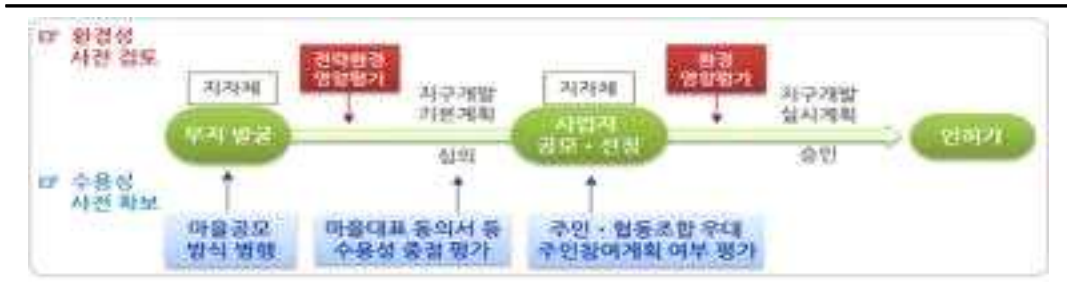 ☞ 환경성
사전 검토
전략환경
영향평가
환경
영향평가
지자체
지구개발
기본계획
지자체
지구개발
실시계획
부지 발굴
사업자
공모·선정
인허가
심의
승인
☞ 수용성
사전 확보
마을공모
방식 병행
마을대표 동의서 등
수용성 중점 평가
주민·협동조합 우대
주민참여계획 여부 평가